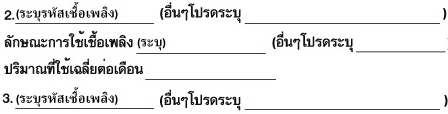 2.(ระบุรหัสเชื้อเพลิง) (อื่นๆโปรดระบุ )
ลักษณะการใช้เชื้อเพลิง (ระบุ) (อื่นๆโปรดระบุ
ปริมาณที่ใช้เฉลี่ยต่อเดือน
3. (ระบุรหัสเชื้อเพลิง) (อื่นๆโปรดระบุ )